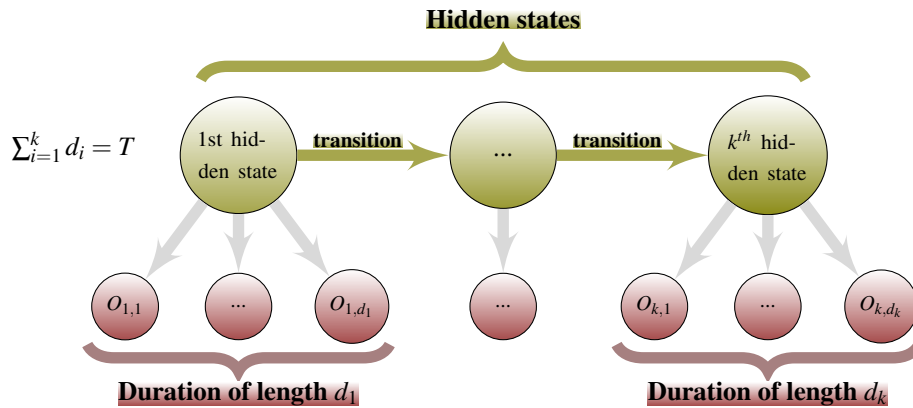 Hidden states
$\sum_{i=1}^{k} d_i = T$
1st hid-
den state
transition
...
transition
$k^{th}$ hid-
den state
$O_{1,1}$
...
$O_{1,d_1}$
...
$O_{k,1}$
...
$O_{k,d_k}$
Duration of length $d_1$
Duration of length $d_k$